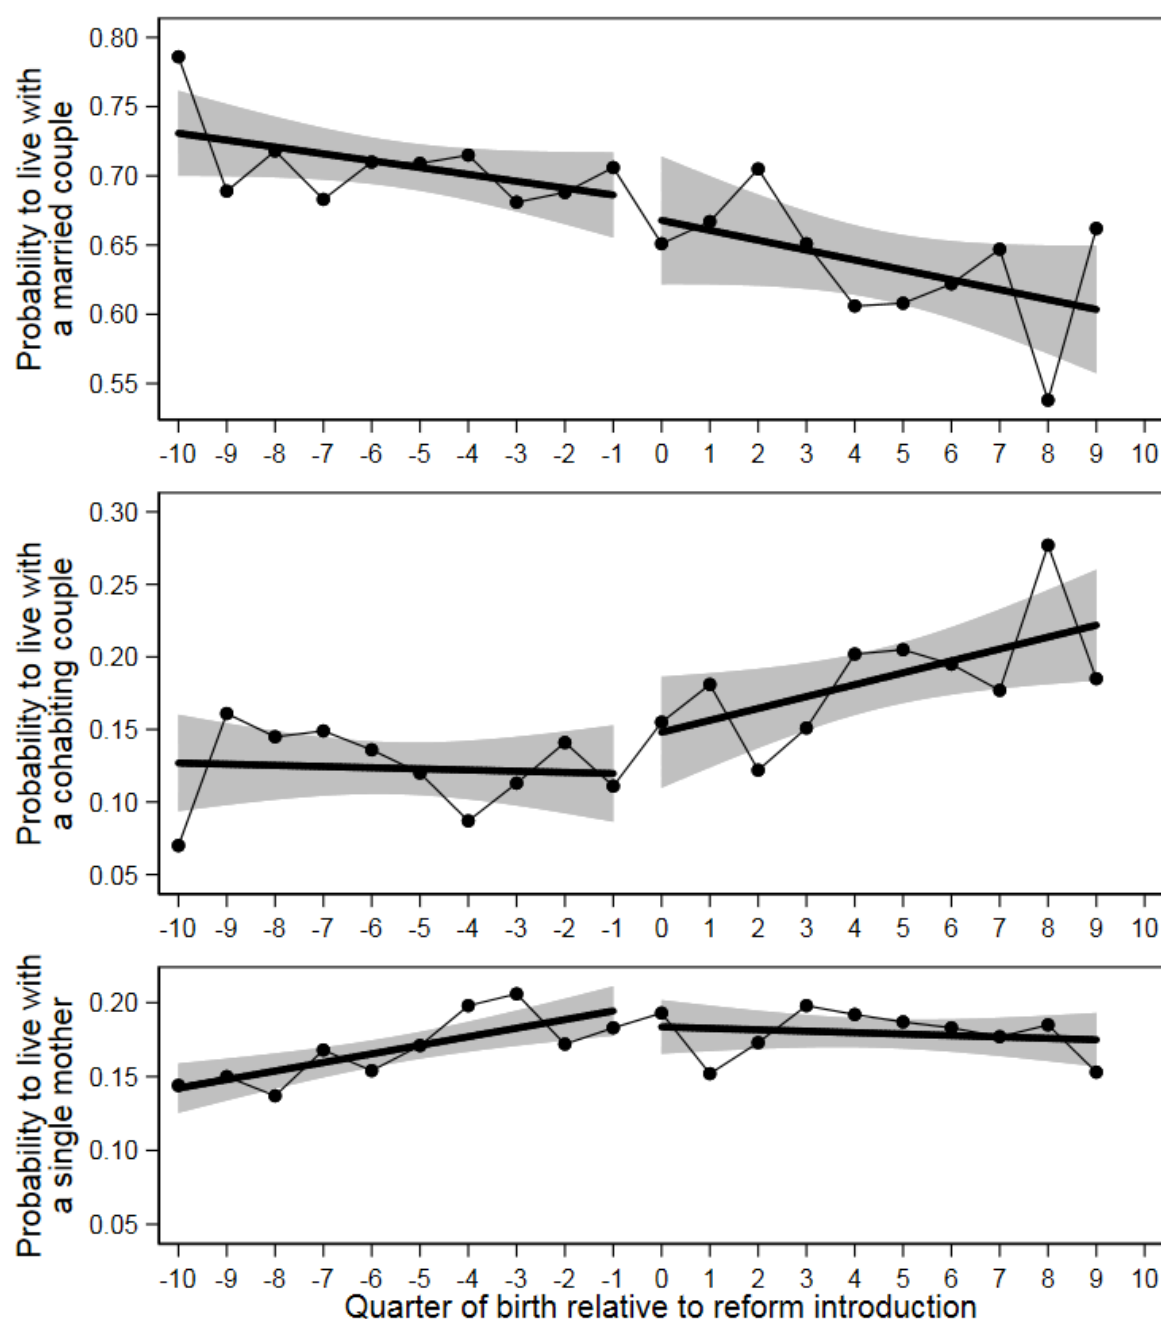 Probability to live with
a married couple
0.80
0.75
0.70
0.65
0.60
0.55
-10 -9 -8 -7 -6 -5 -4 -3 -2 -1 0 1 2 3 4 5 6 7 8 9 10
Probability to live with
a cohabiting couple
0.30
0.25
0.20
0.15
0.10
0.05
-10 -9 -8 -7 -6 -5 -4 -3 -2 -1 0 1 2 3 4 5 6 7 8 9 10
Probability to live with
a single mother
0.20
0.15
0.10
0.05
-10 -9 -8 -7 -6 -5 -4 -3 -2 -1 0 1 2 3 4 5 6 7 8 9 10
Quarter of birth relative to reform introduction